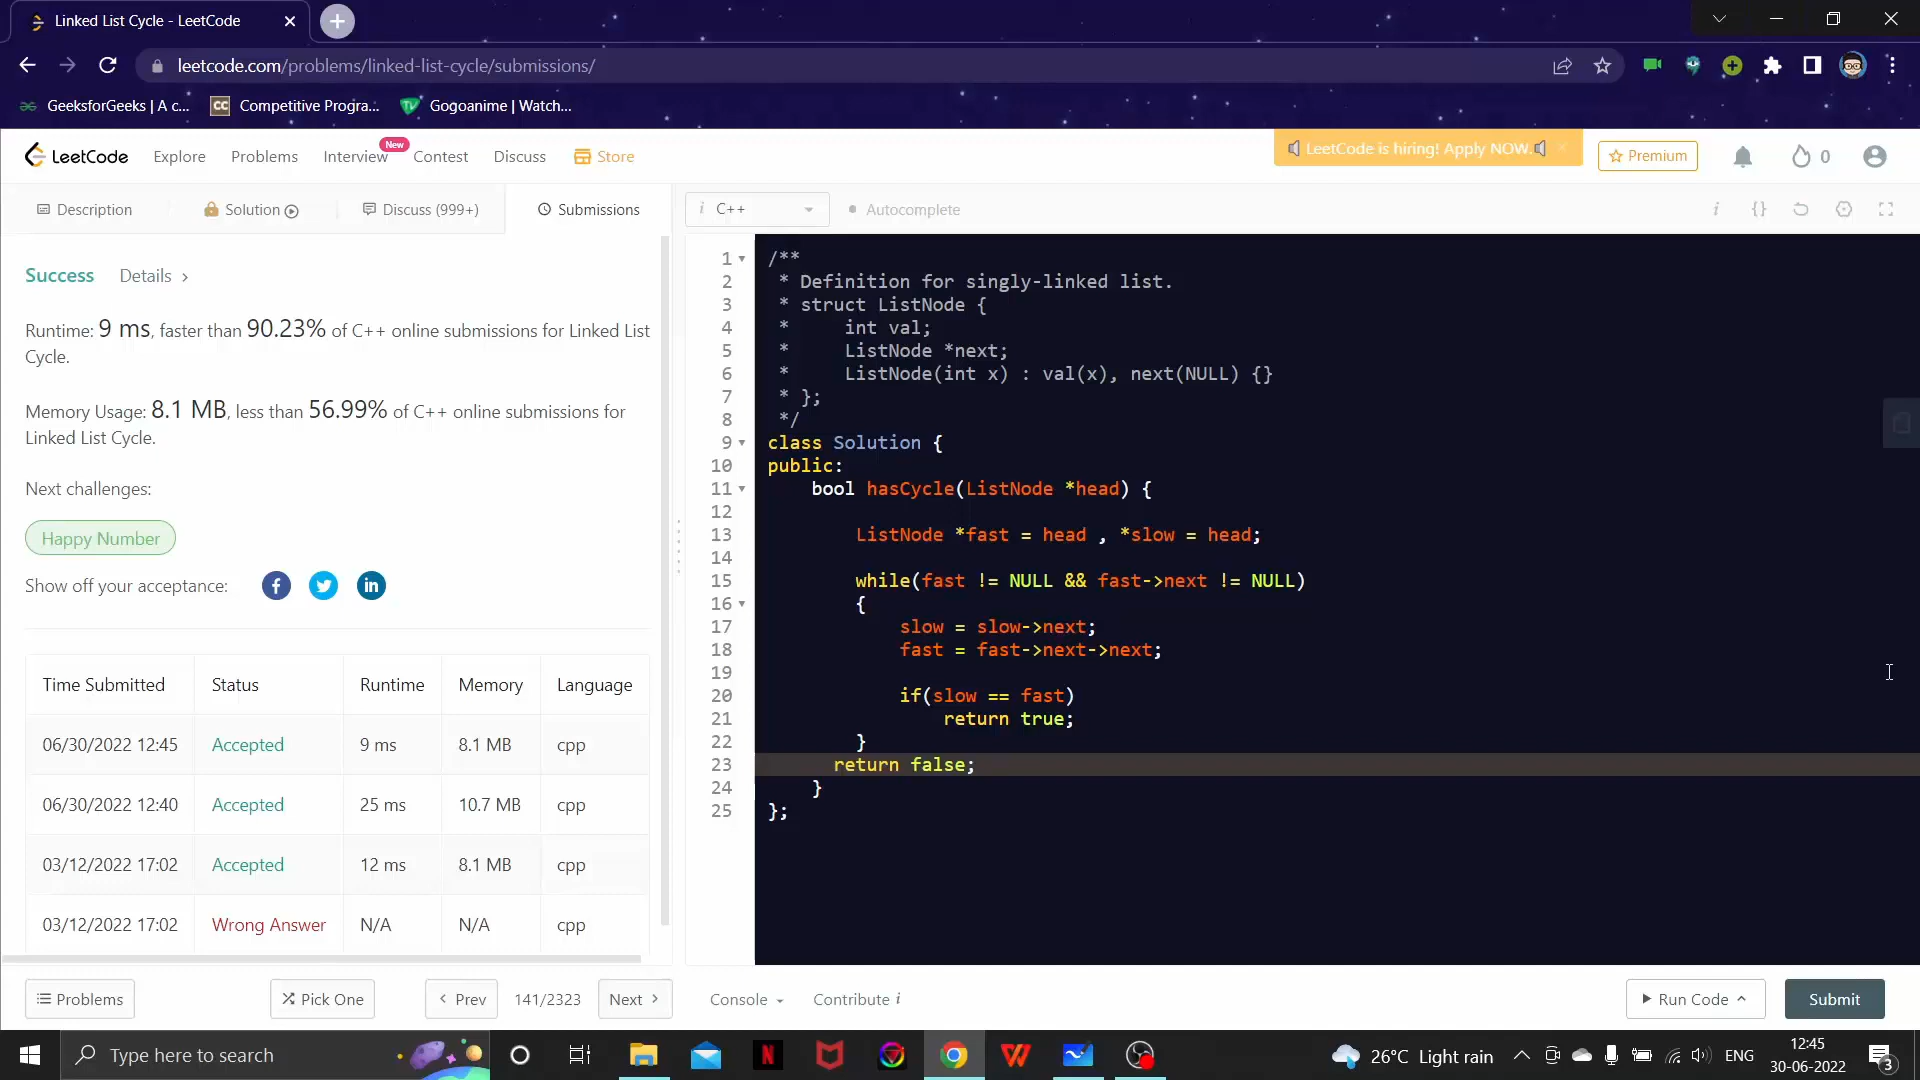 Linked List Cycle - LeetCode
leetcode.com/problems/linked-list-cycle/submissions/
GeeksforGeeks | A c...
CC Competitive Progra...
Gogoanime | Watch...
LeetCode
Explore
Problems
Interview New
Contest
Discuss
Store
LeetCode is hiring! Apply NOW.
Premium
0
Description
Solution
Discuss (999+)
Submissions
i C++
Autocomplete
Success Details >
Runtime: 9 ms, faster than 90.23% of C++ online submissions for Linked List
Cycle.
Memory Usage: 8.1 MB, less than 56.99% of C++ online submissions for
Linked List Cycle.
Next challenges:
Happy Number
Show off your acceptance:
Time Submitted Status Runtime Memory Language
06/30/2022 12:45 Accepted 9 ms 8.1 MB cpp
06/30/2022 12:40 Accepted 25 ms 10.7 MB cpp
03/12/2022 17:02 Accepted 12 ms 8.1 MB cpp
03/12/2022 17:02 Wrong Answer N/A N/A cpp
1 /**
2 * Definition for singly-linked list.
3 * struct ListNode {
4 * int val;
5 * ListNode *next;
6 * ListNode(int x) : val(x), next(NULL) {}
7 * };
8 */
9 class Solution {
10 public:
11 bool hasCycle(ListNode *head) {
12
13 ListNode *fast = head , *slow = head;
14
15 while(fast != NULL && fast->next != NULL)
16 {
17 slow = slow->next;
18 fast = fast->next->next;
19
20 if(slow == fast)
21 return true;
22 }
23 return false;
24 }
25 };
Problems
Pick One
< Prev
141/2323
Next >
Console
Contribute i
Run Code
Submit
Type here to search
26°C Light rain
ENG
12:45
30-06-2022
3